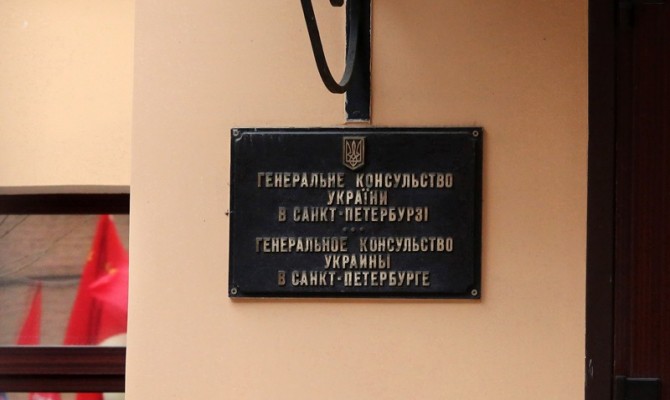 ГЕНЕРАЛЬНЕ КОНСУЛЬСТВО
УКРАЇНИ
В САНКТ-ПЕТЕРБУРЗІ
***
ГЕНЕРАЛЬНОЕ КОНСУЛЬСТВО
УКРАИНЫ
В САНКТ-ПЕТЕРБУРГЕ